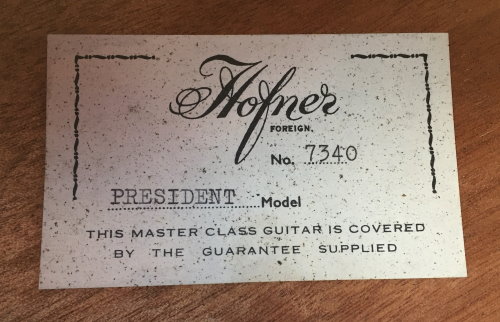 Hofner
FOREIGN.
No. 7340
PRESIDENT Model
THIS MASTER CLASS GUITAR IS COVERED
BY THE GUARANTEE SUPPLIED